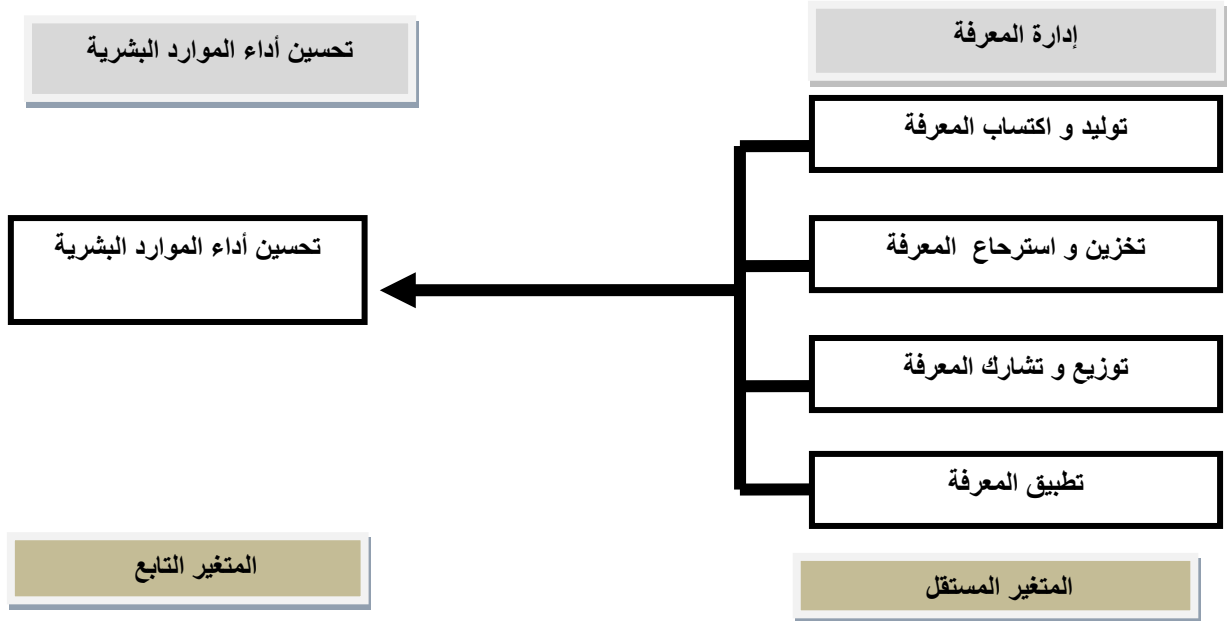 إدارة المعرفة
تحسين أداء الموارد البشرية
توليد و اكتساب المعرفة
تخزين و استرحاع المعرفة
تحسين أداء الموارد البشرية
توزيع و تشارك المعرفة
تطبيق المعرفة
المتغير المستقل
المتغير التابع